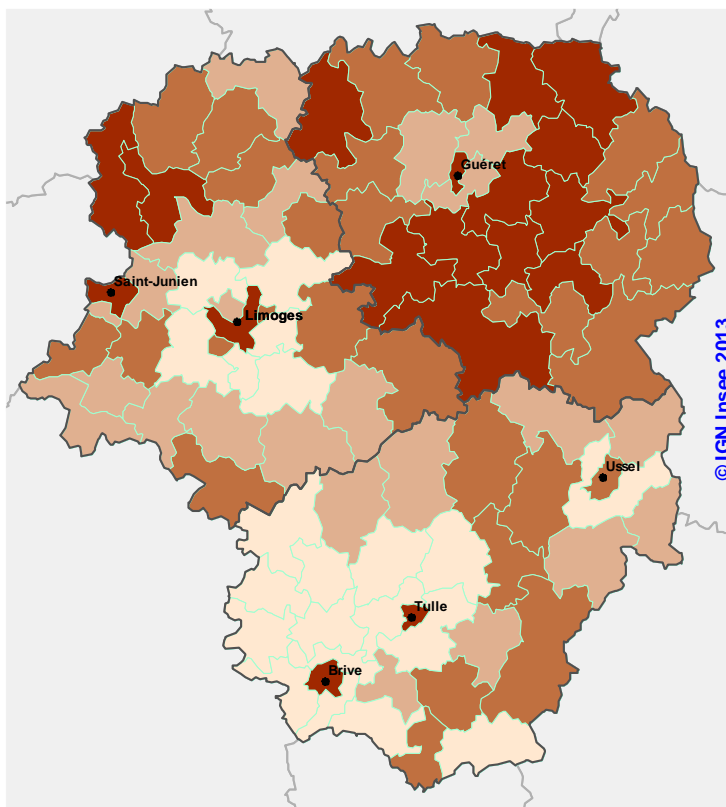 Guéret
Saint-Junien
Limoges
© IGN Insee 2013
Ussel
Tulle
Brive